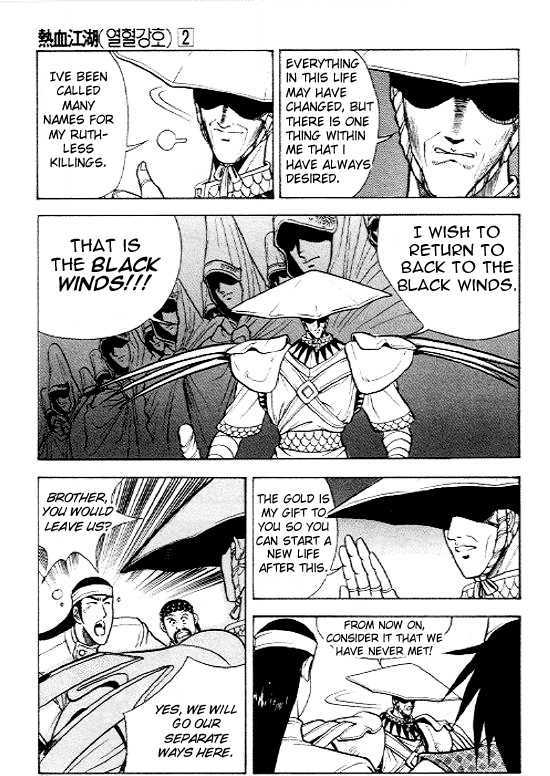 熱血江湖(열혈강호) 2
IVE BEEN
CALLED
MANY
NAMES FOR
MY RUTH-
LESS
KILLINGS.
EVERYTHING
IN THIS LIFE
MAY HAVE
CHANGED, BUT
THERE IS ONE
THING WITHIN
ME THAT I
HAVE ALWAYS
DESIRED.
THAT IS
THE BLACK
WINDS!!!
I WISH TO
RETURN TO
BACK TO THE
BLACK WINDS.
BROTHER,
YOU WOULD
LEAVE US?
YES, WE WILL
GO OUR
SEPARATE
WAYS HERE.
THE GOLD IS
MY GIFT TO
YOU SO YOU
CAN START A
NEW LIFE
AFTER THIS.
FROM NOW ON,
CONSIDER IT THAT WE
HAVE NEVER MET!